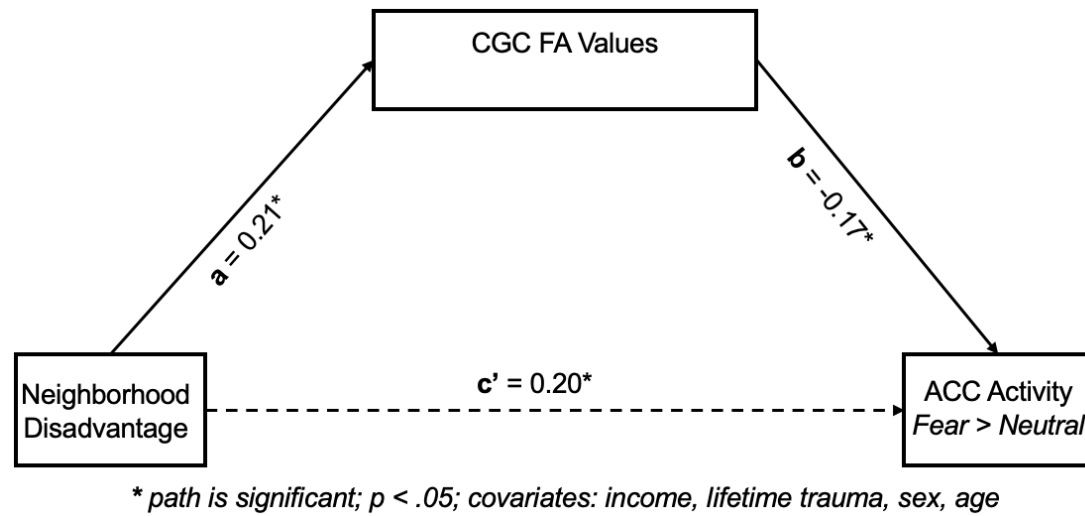 CGC FA Values
a = 0.21*
b = -0.17*
Neighborhood
Disadvantage
c’ = 0.20*
ACC Activity
Fear > Neutral
* path is significant; p < .05; covariates: income, lifetime trauma, sex, age